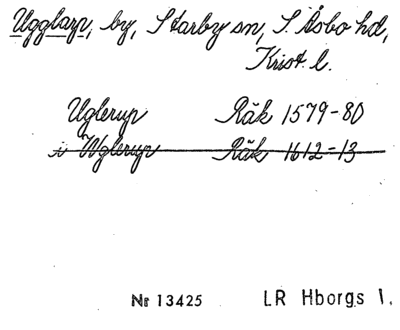 Ugglarp, by, Starby sn, S. Åsbo hd,
Krist. l.
Uglerup Räk 1579-80
i Wglerup Räk 1612-13
Nr 13425 LR Hborgs l.